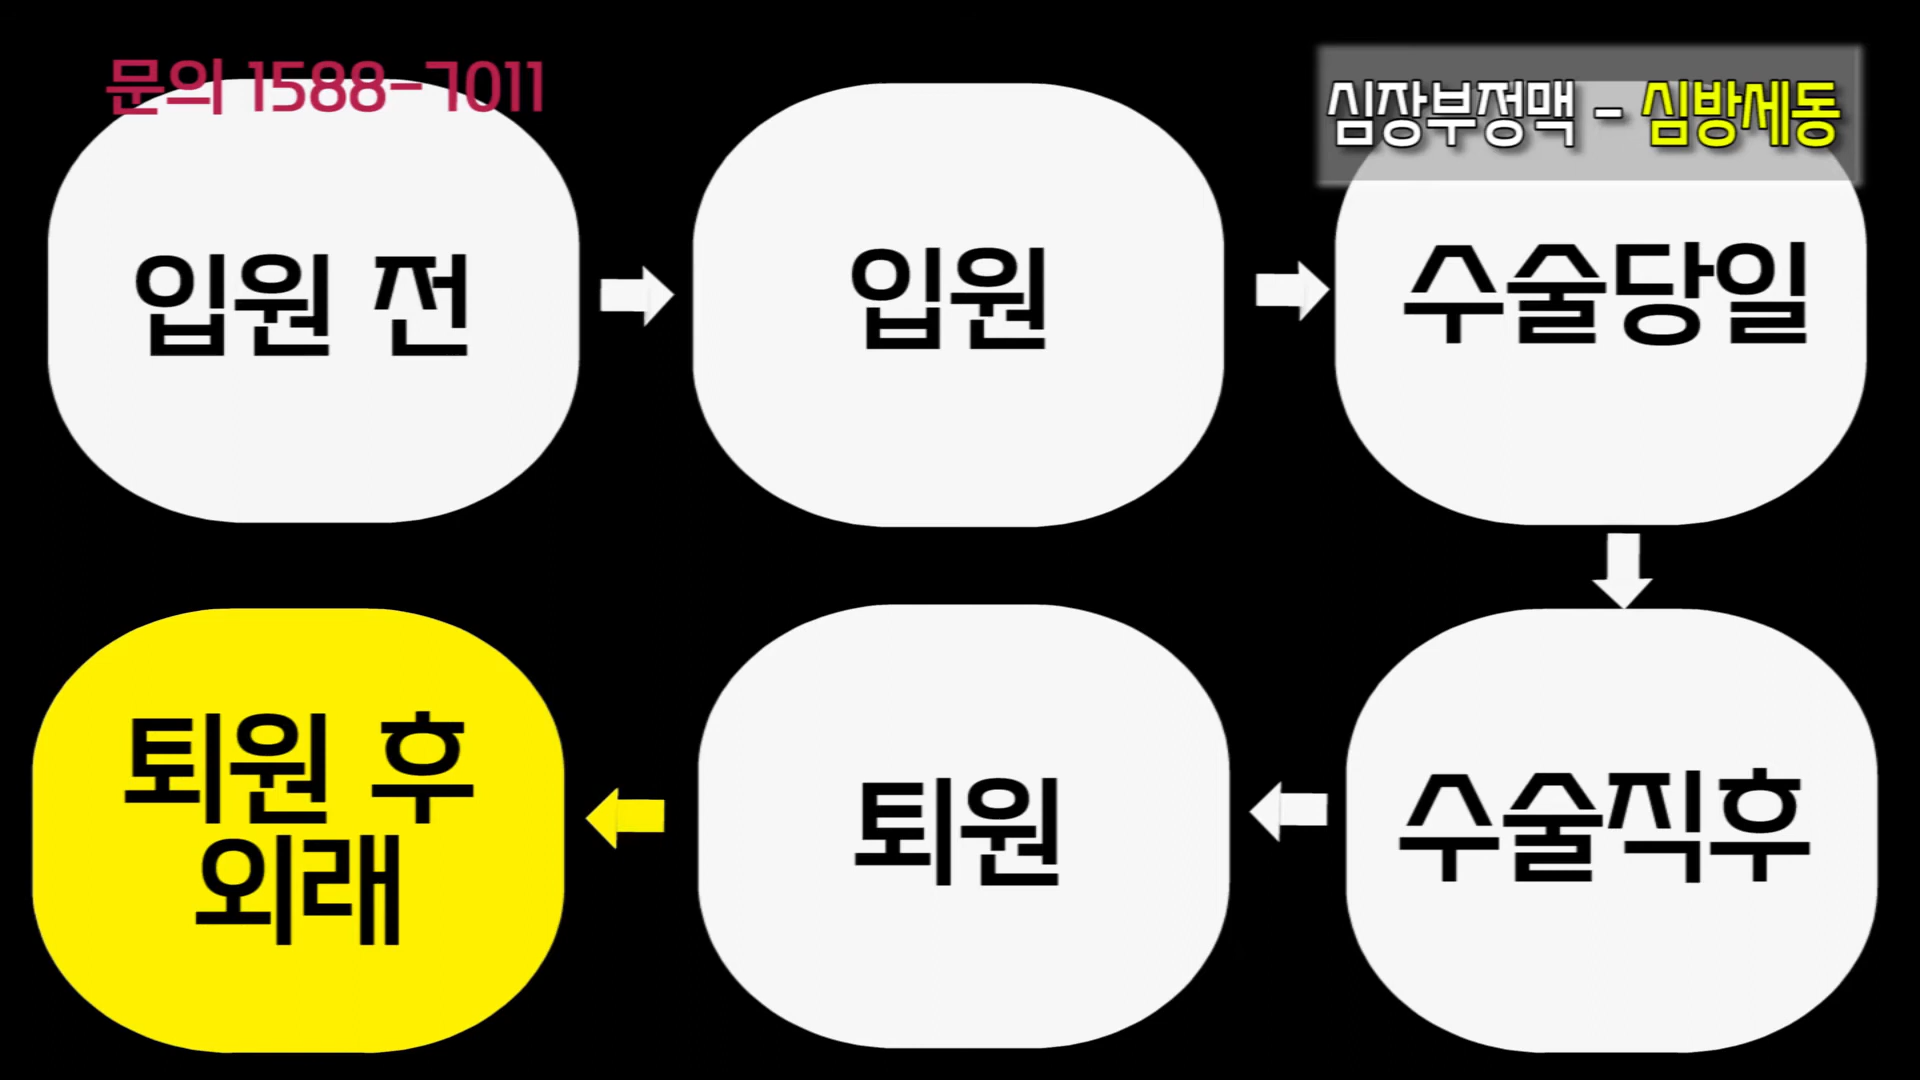 문의 1588-7011
심장부정맥 - 심방세동
입원 전
입원
수술당일
수술직후
퇴원
퇴원 후
외래